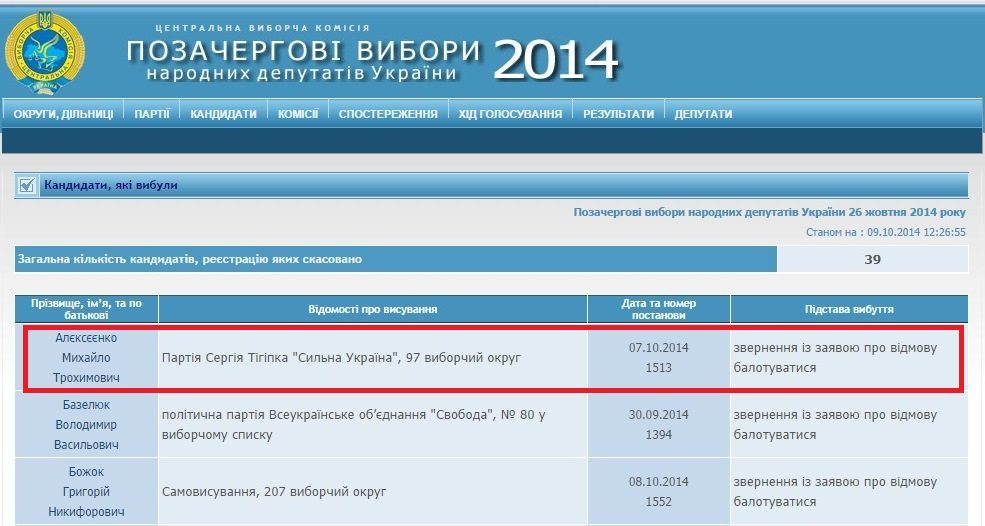 ЦЕНТРАЛЬНА ВИБОРЧА КОМІСІЯ
ПОЗАЧЕРГОВІ ВИБОРИ 2014
народних депутатів України
ОКРУГИ, ДІЛЬНИЦІ ПАРТІЇ КАНДИДАТИ КОМІСІЇ СПОСТЕРЕЖЕННЯ ХІД ГОЛОСУВАННЯ РЕЗУЛЬТАТИ ДЕПУТАТИ
Кандидати, які вибули
Позачергові вибори народних депутатів України 26 жовтня 2014 року
Станом на : 09.10.2014 12:26:55
Загальна кількість кандидатів, реєстрацію яких скасовано 39
Прізвище, ім’я, та по
батькові
Відомості про висування
Дата та номер
постанови
Підстава вибуття
Алєксєєнко
Михайло
Трохимович
Партія Сергія Тігіпка "Сильна Україна", 97 виборчий округ
07.10.2014
1513
звернення із заявою про відмову
балотуватися
Базелюк
Володимир
Васильович
політична партія Всеукраїнське об’єднання "Свобода", № 80 у
виборчому списку
30.09.2014
1394
звернення із заявою про відмову
балотуватися
Божок
Григорій
Никифорович
Самовисування, 207 виборчий округ
08.10.2014
1552
звернення із заявою про відмову
балотуватися